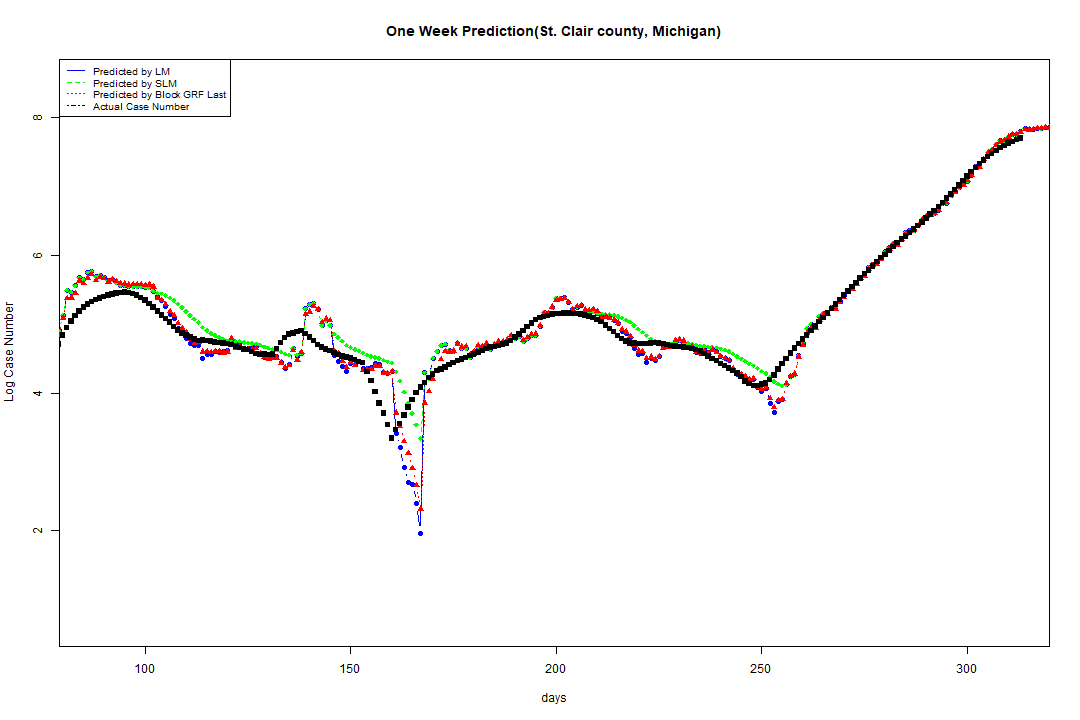 One Week Prediction(St. Clair county, Michigan)
Predicted by LM
Predicted by SLM
Predicted by Block GRF Last
Actual Case Number
8
6
4
2
Log Case Number
100 150 200 250 300
days